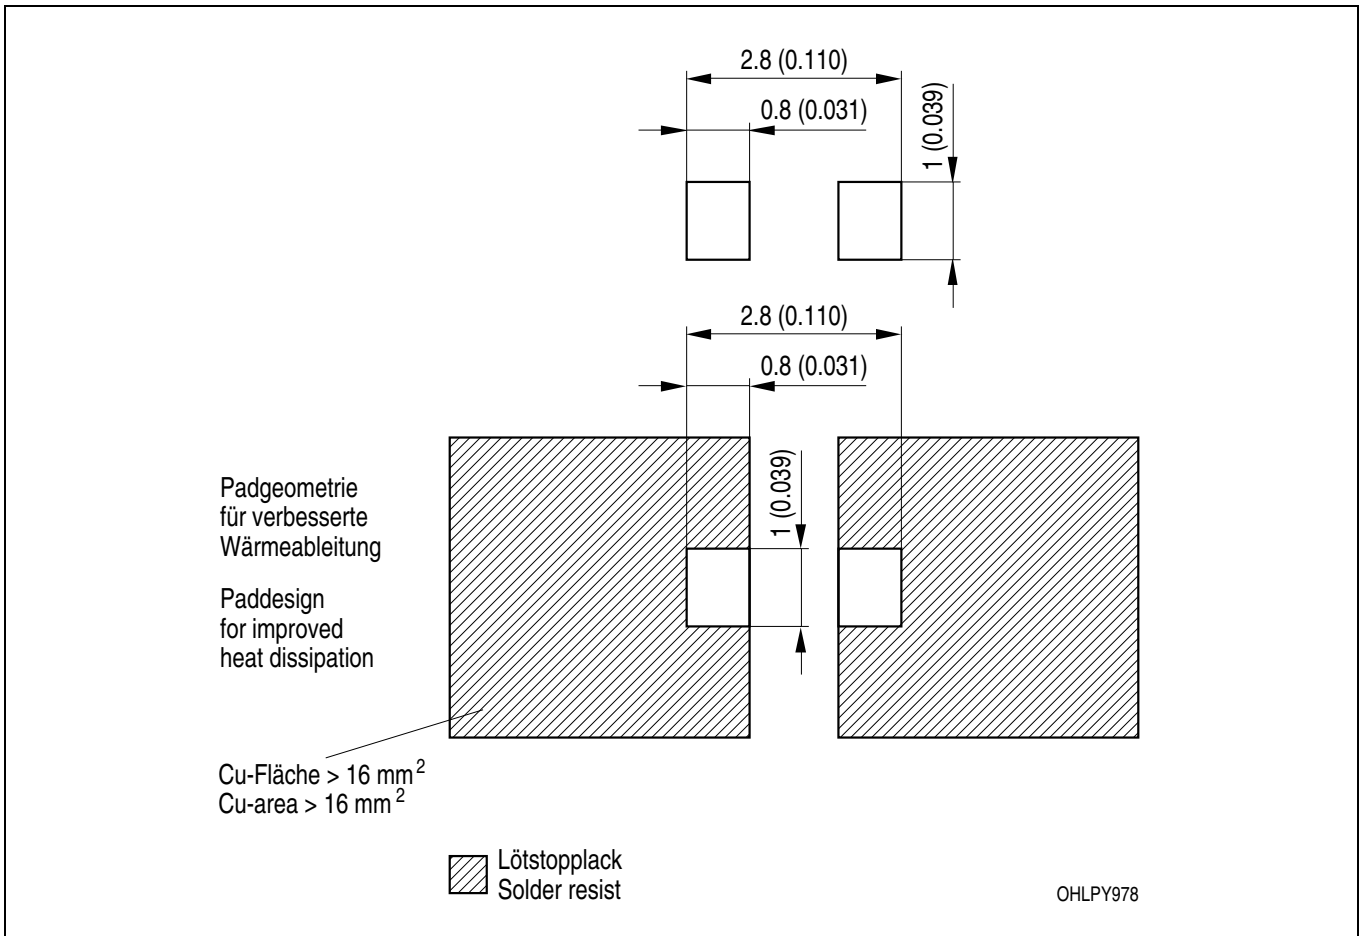 2.8 (0.110)
0.8 (0.031)
1 (0.039)
2.8 (0.110)
0.8 (0.031)
1 (0.039)
Padgeometrie
für verbesserte
Wärmeableitung
Paddesign
for improved
heat dissipation
Cu-Fläche > 16 mm²
Cu-area > 16 mm²
Lötstopplack
Solder resist
OHLPY978